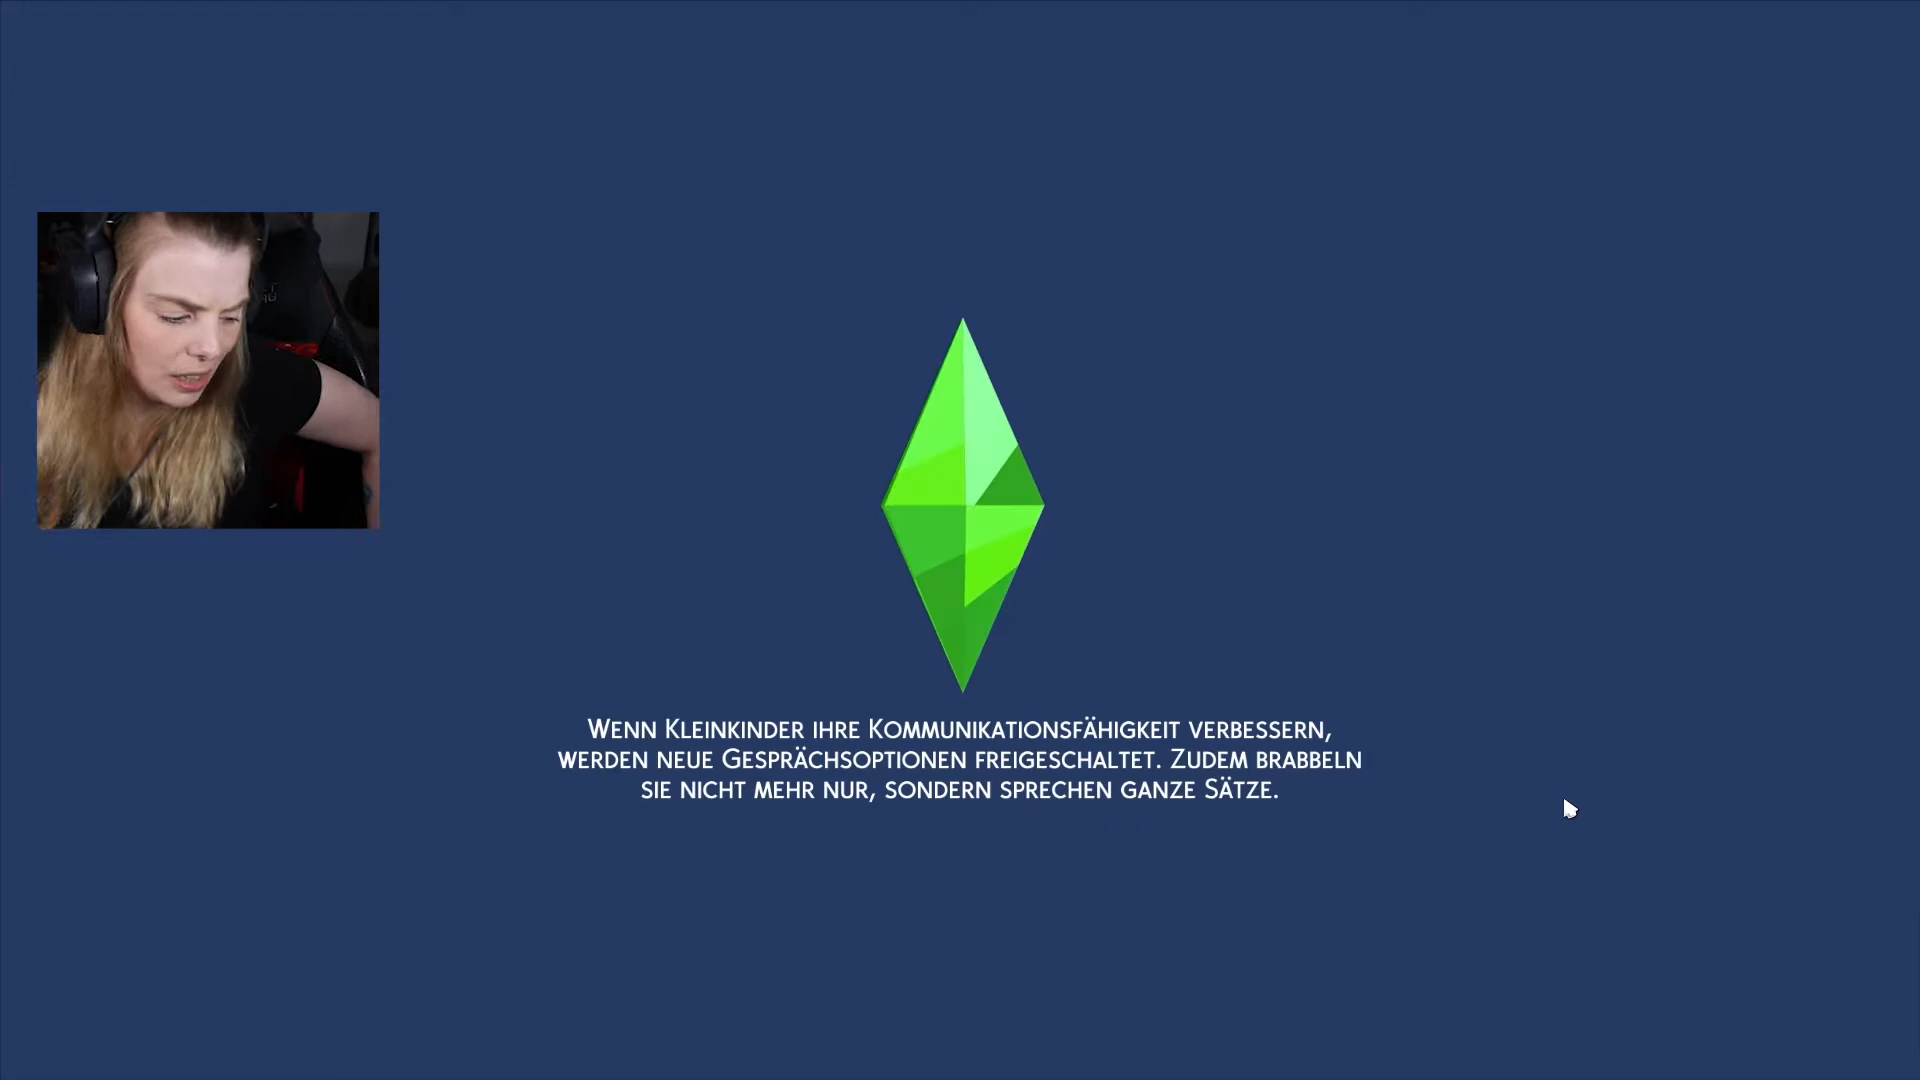 Wenn Kleinkinder ihre Kommunikationsfähigkeit verbessern,
werden neue Gesprächsoptionen freigeschaltet. Zudem brabbeln
sie nicht mehr nur, sondern sprechen ganze Sätze.